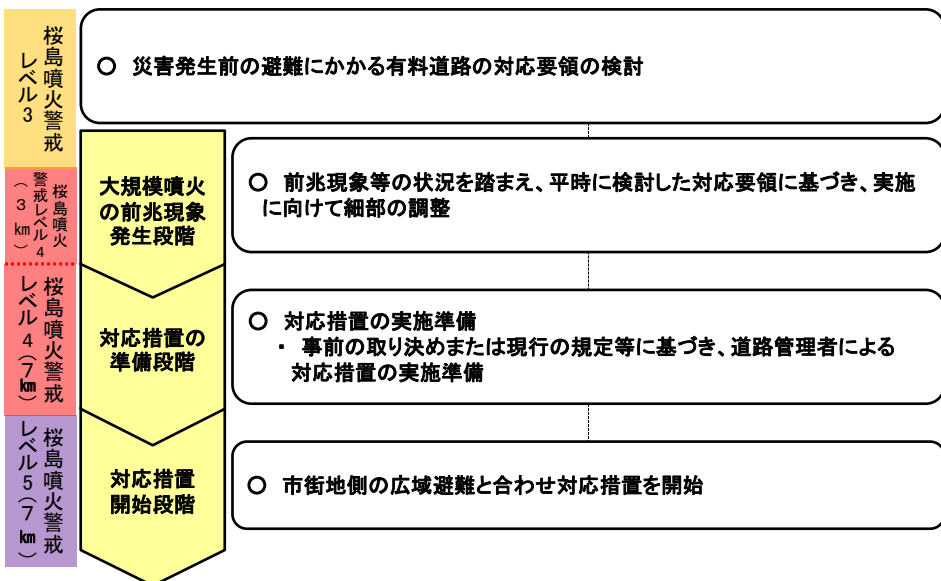 桜島噴火警戒
レベル3
○ 災害発生前の避難にかかる有料道路の対応要領の検討
桜島噴火
警戒レベル4
(3km)
大規模噴火
の前兆現象
発生段階
○ 前兆現象等の状況を踏まえ、平時に検討した対応要領に基づき、実施
に向けて細部の調整
桜島噴火警戒
レベル4(7km)
対応措置の
準備段階
○ 対応措置の実施準備
・ 事前の取り決めまたは現行の規定等に基づき、道路管理者による
対応措置の実施準備
桜島噴火警戒
レベル5(7km)
対応措置
開始段階
○ 市街地側の広域避難と合わせ対応措置を開始